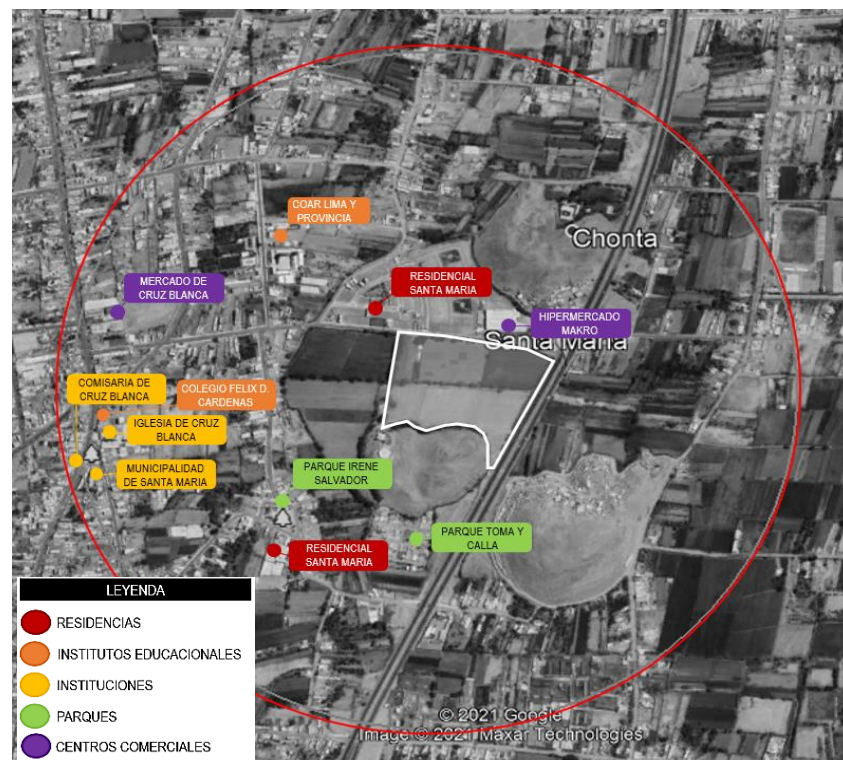 COAR LIMA Y
PROVINCIA
Chonta
MERCADO DE
CRUZ BLANCA
RESIDENCIAL
SANTA MARIA
HIPERMERCADO
MAKRO
Santa María
COMISARIA DE
CRUZ BLANCA
COLEGIO FELIX D.
CARDENAS
IGLESIA DE CRUZ
BLANCA
MUNICIPALIDAD
DE SANTA MARIA
PARQUE IRENE
SALVADOR
PARQUE TOMA Y
CALLA
RESIDENCIAL
SANTA MARIA
LEYENDA
RESIDENCIAS
INSTITUTOS EDUCACIONALES
INSTITUCIONES
PARQUES
CENTROS COMERCIALES
© 2021 Google
Image © 2021 Maxar Technologies